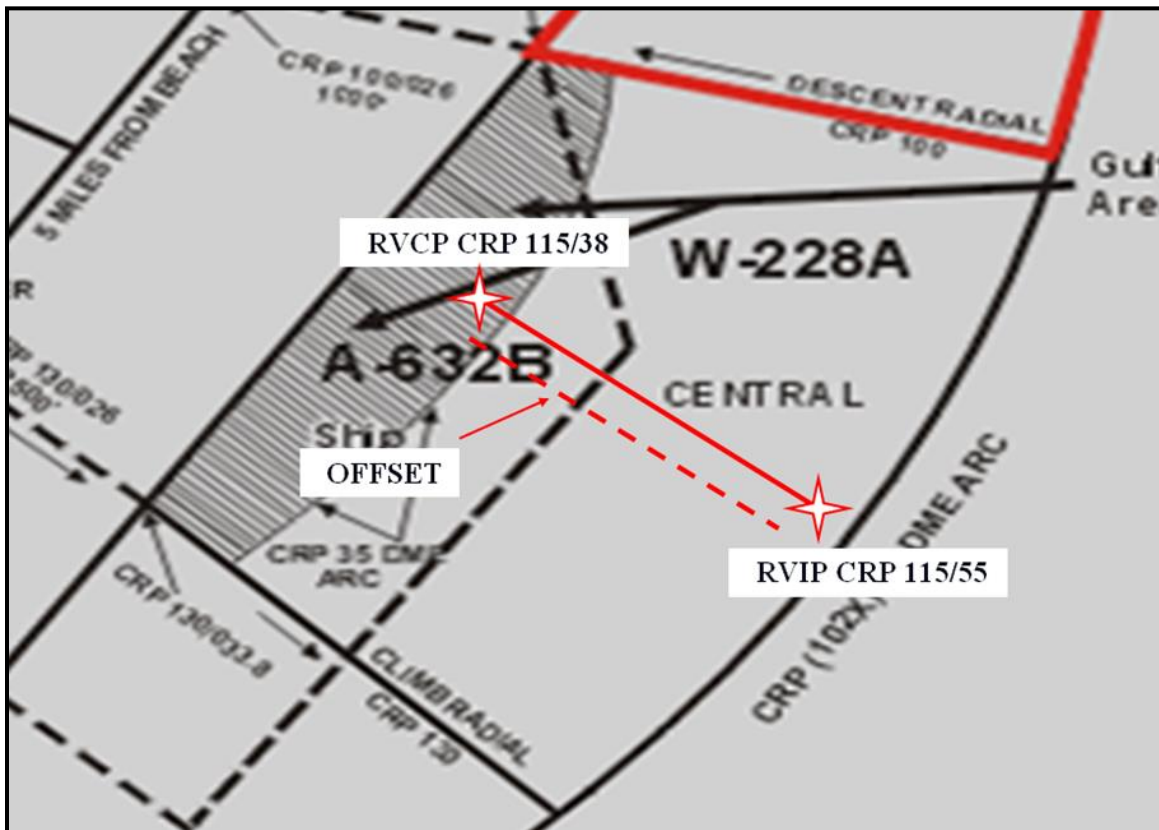 CRP 100/026
1000'
DESCENT RADIAL
CRP 100
5 MILES FROM BEACH
Gulf
Are
RVCP CRP 115/38
W-228A
R
A-632B
CENTRAL
P 130/026
500'
Ship
OFFSET
CRP 35 DME
ARC
RVIP CRP 115/55
CRP (102X)
DME ARC
CRP 130/033.8
CLIMB RADIAL
CRP 130